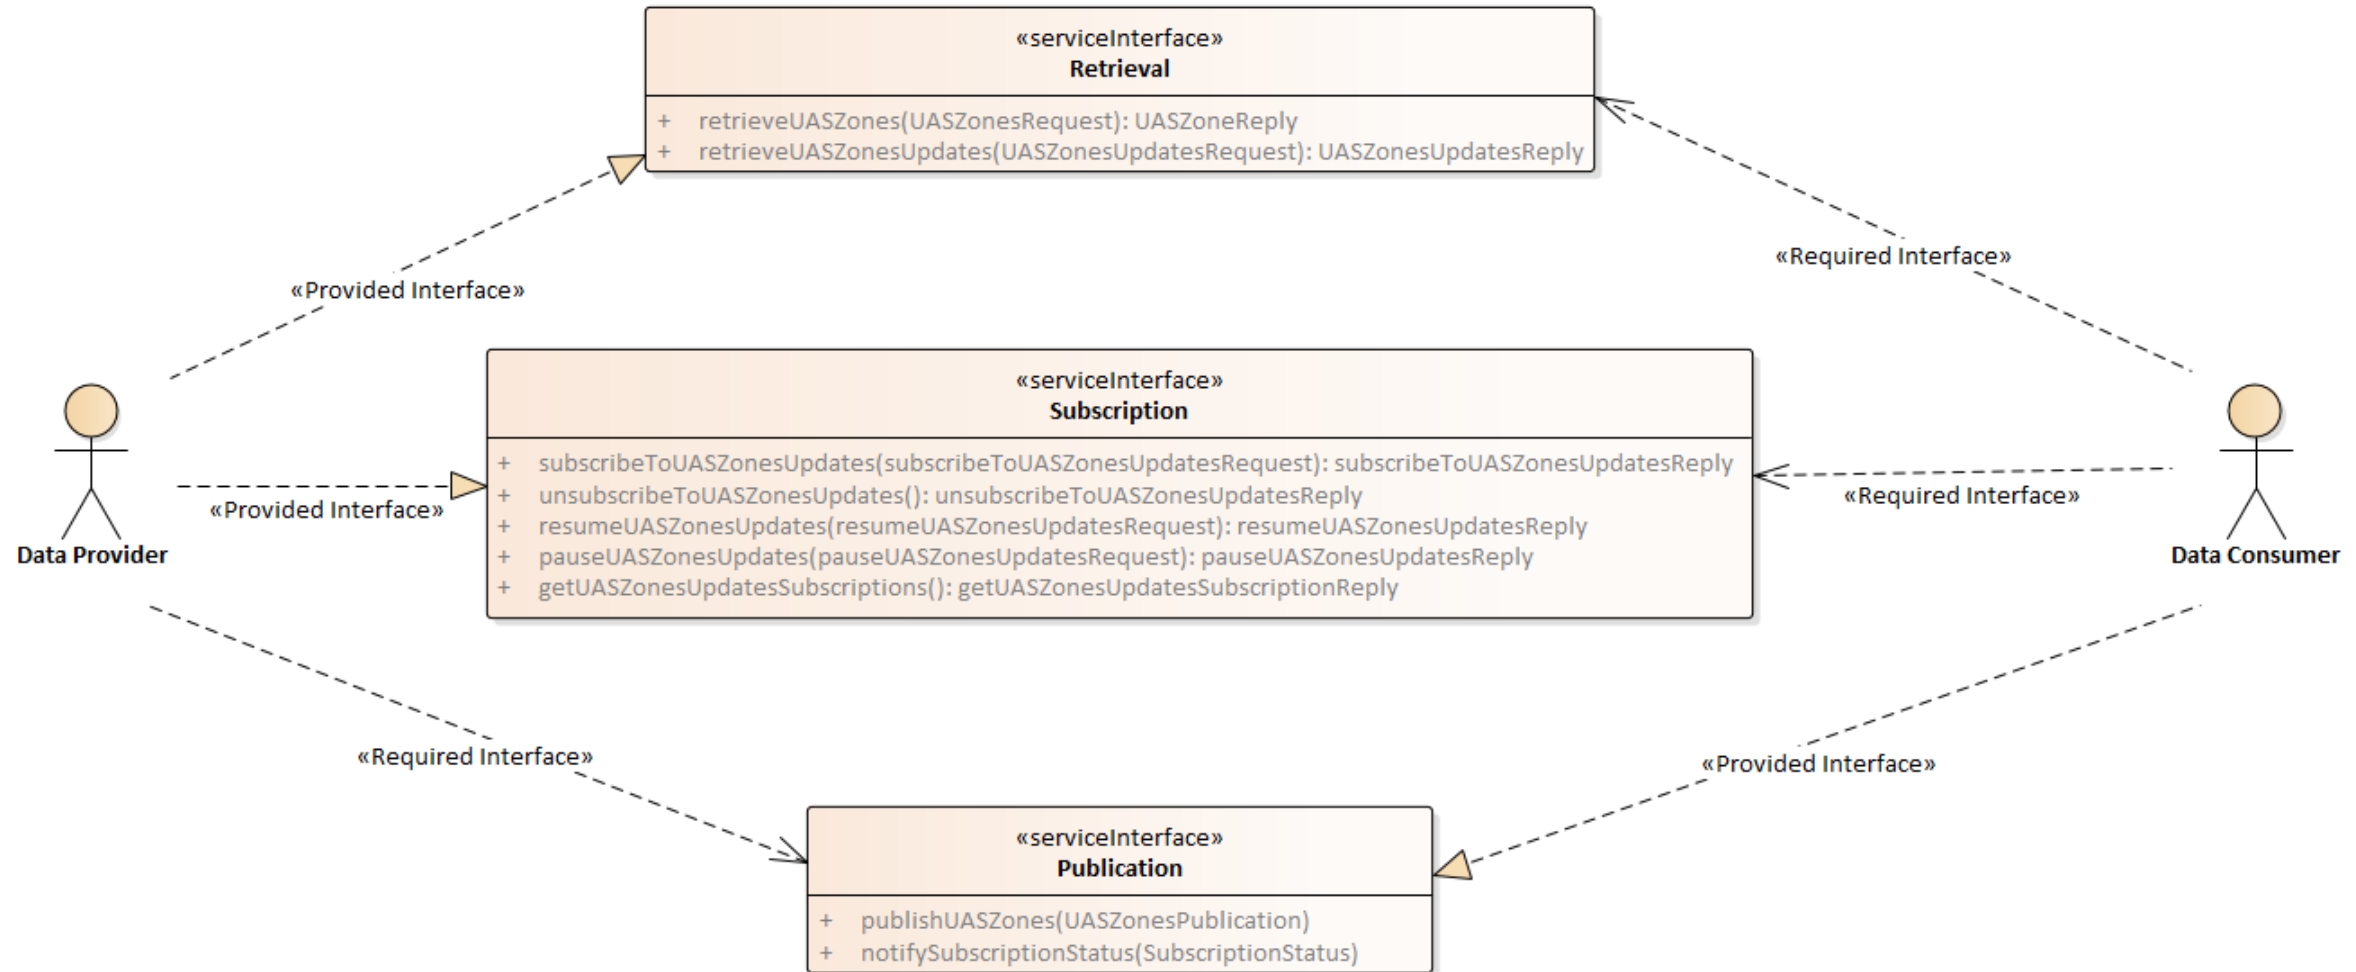 «serviceInterface»
Retrieval
+ retrieveUASZones(UASZonesRequest): UASZoneReply
+ retrieveUASZonesUpdates(UASZonesUpdatesRequest): UASZonesUpdatesReply
«Required Interface»
«Provided Interface»
«serviceInterface»
Subscription
+ subscribeToUASZonesUpdates(subscribeToUASZonesUpdatesRequest): subscribeToUASZonesUpdatesReply
+ unsubscribeToUASZonesUpdates(): unsubscribeToUASZonesUpdatesReply
+ resumeUASZonesUpdates(resumeUASZonesUpdatesRequest): resumeUASZonesUpdatesReply
+ pauseUASZonesUpdates(pauseUASZonesUpdatesRequest): pauseUASZonesUpdatesReply
+ getUASZonesUpdatesSubscriptions(): getUASZonesUpdatesSubscriptionReply
«Provided Interface»
«Required Interface»
Data Provider
Data Consumer
«Required Interface»
«Provided Interface»
«serviceInterface»
Publication
+ publishUASZones(UASZonesPublication)
+ notifySubscriptionStatus(SubscriptionStatus)